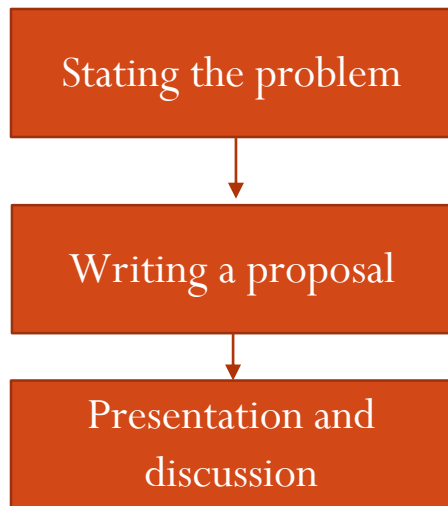 Stating the problem
Writing a proposal
Presentation and
discussion